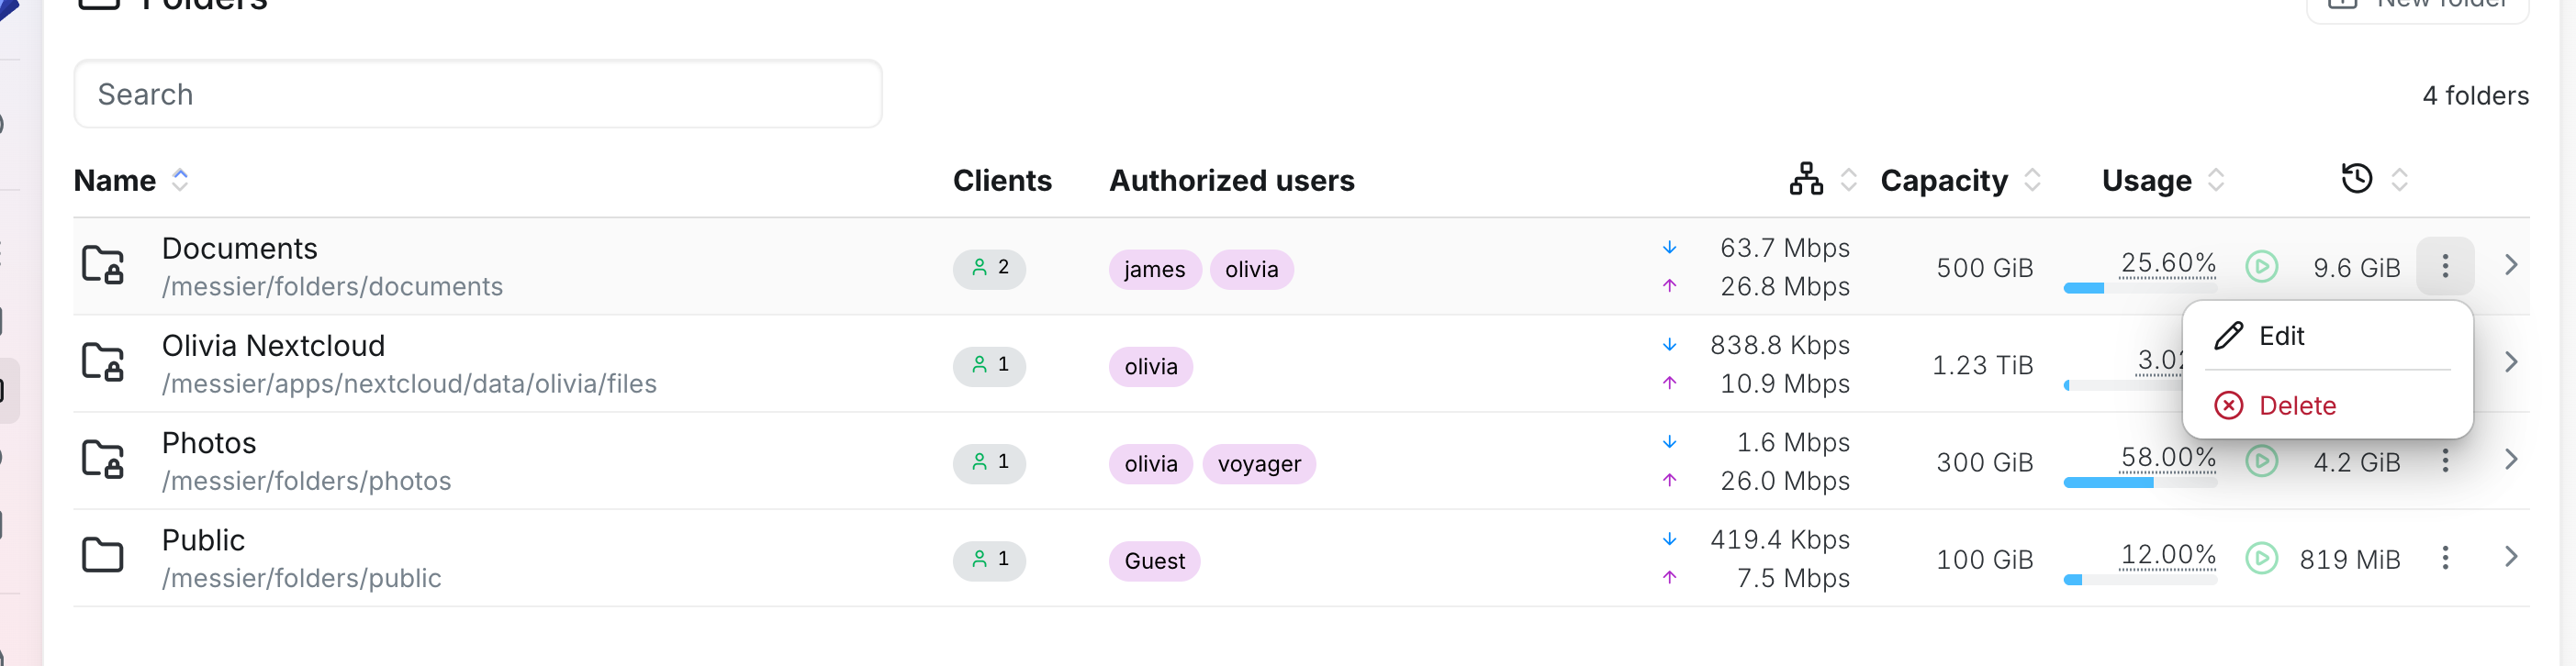 Folders
New folder
Search
4 folders
Name Clients Authorized users Capacity Usage
Documents
/messier/folders/documents
2
james olivia
63.7 Mbps
26.8 Mbps
500 GiB
25.60%
9.6 GiB
Edit
Delete
Olivia Nextcloud
/messier/apps/nextcloud/data/olivia/files
1
olivia
838.8 Kbps
10.9 Mbps
1.23 TiB
3.02
Photos
/messier/folders/photos
1
olivia voyager
1.6 Mbps
26.0 Mbps
300 GiB
58.00%
4.2 GiB
Public
/messier/folders/public
1
Guest
419.4 Kbps
7.5 Mbps
100 GiB
12.00%
819 MiB